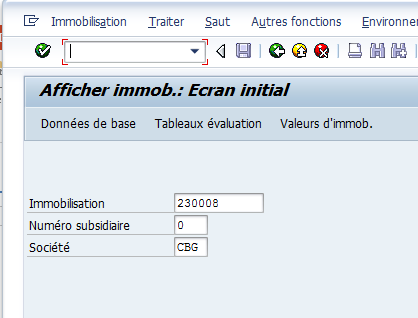 Immobilisation Traiter Saut Autres fonctions Environner
Afficher immob.: Ecran initial
Données de base Tableaux évaluation Valeurs d'immob.
Immobilisation 230008
Numéro subsidiaire 0
Société CBG